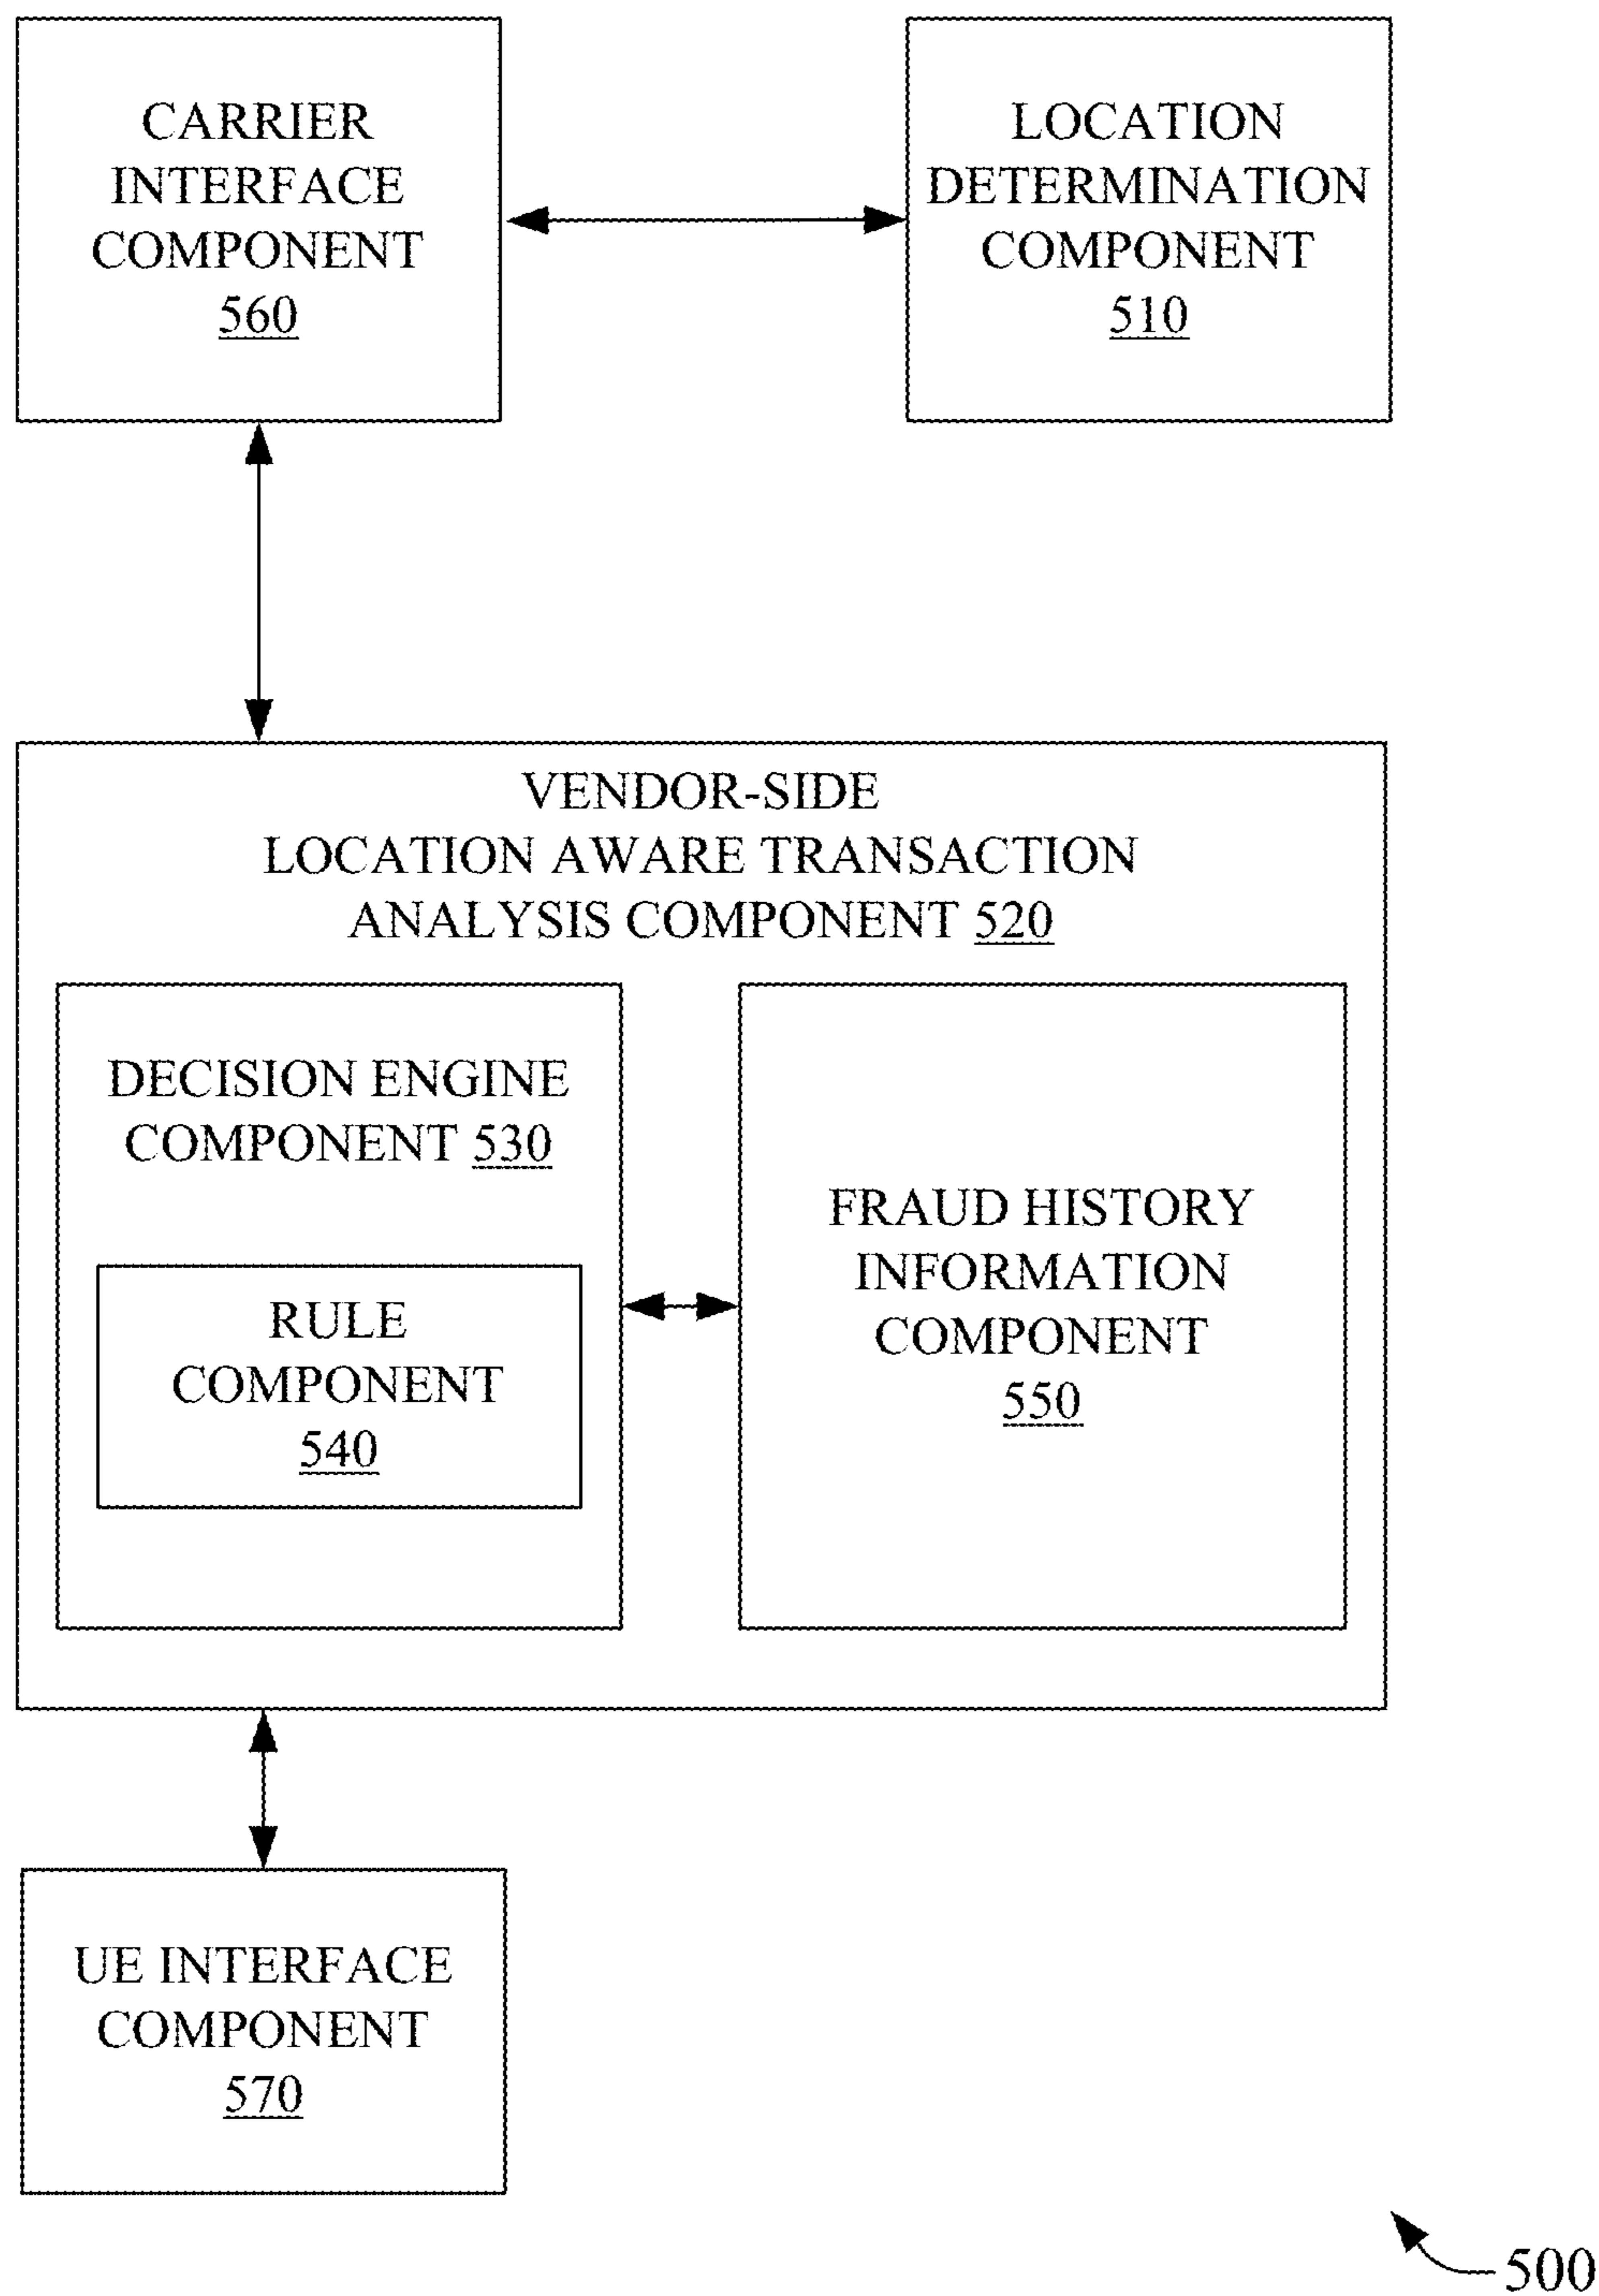 CARRIER
INTERFACE
COMPONENT
560
LOCATION
DETERMINATION
COMPONENT
510
VENDOR-SIDE
LOCATION AWARE TRANSACTION
ANALYSIS COMPONENT 520
DECISION ENGINE
COMPONENT 530
RULE
COMPONENT
540
FRAUD HISTORY
INFORMATION
COMPONENT
550
UE INTERFACE
COMPONENT
570
500